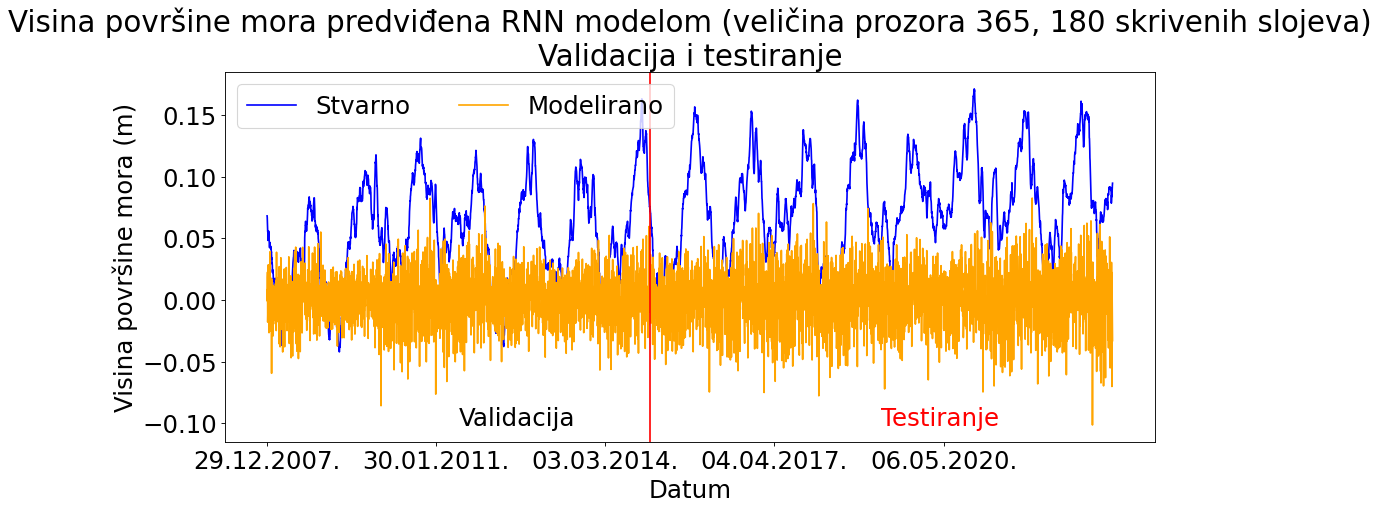 Visina površine mora predviđena RNN modelom (veličina prozora 365, 180 skrivenih slojeva)
Validacija i testiranje
Stvarno Modelirano
Visina površine mora (m)
0.15
0.10
0.05
0.00
−0.05
−0.10
Validacija Testiranje
29.12.2007. 30.01.2011. 03.03.2014. 04.04.2017. 06.05.2020.
Datum